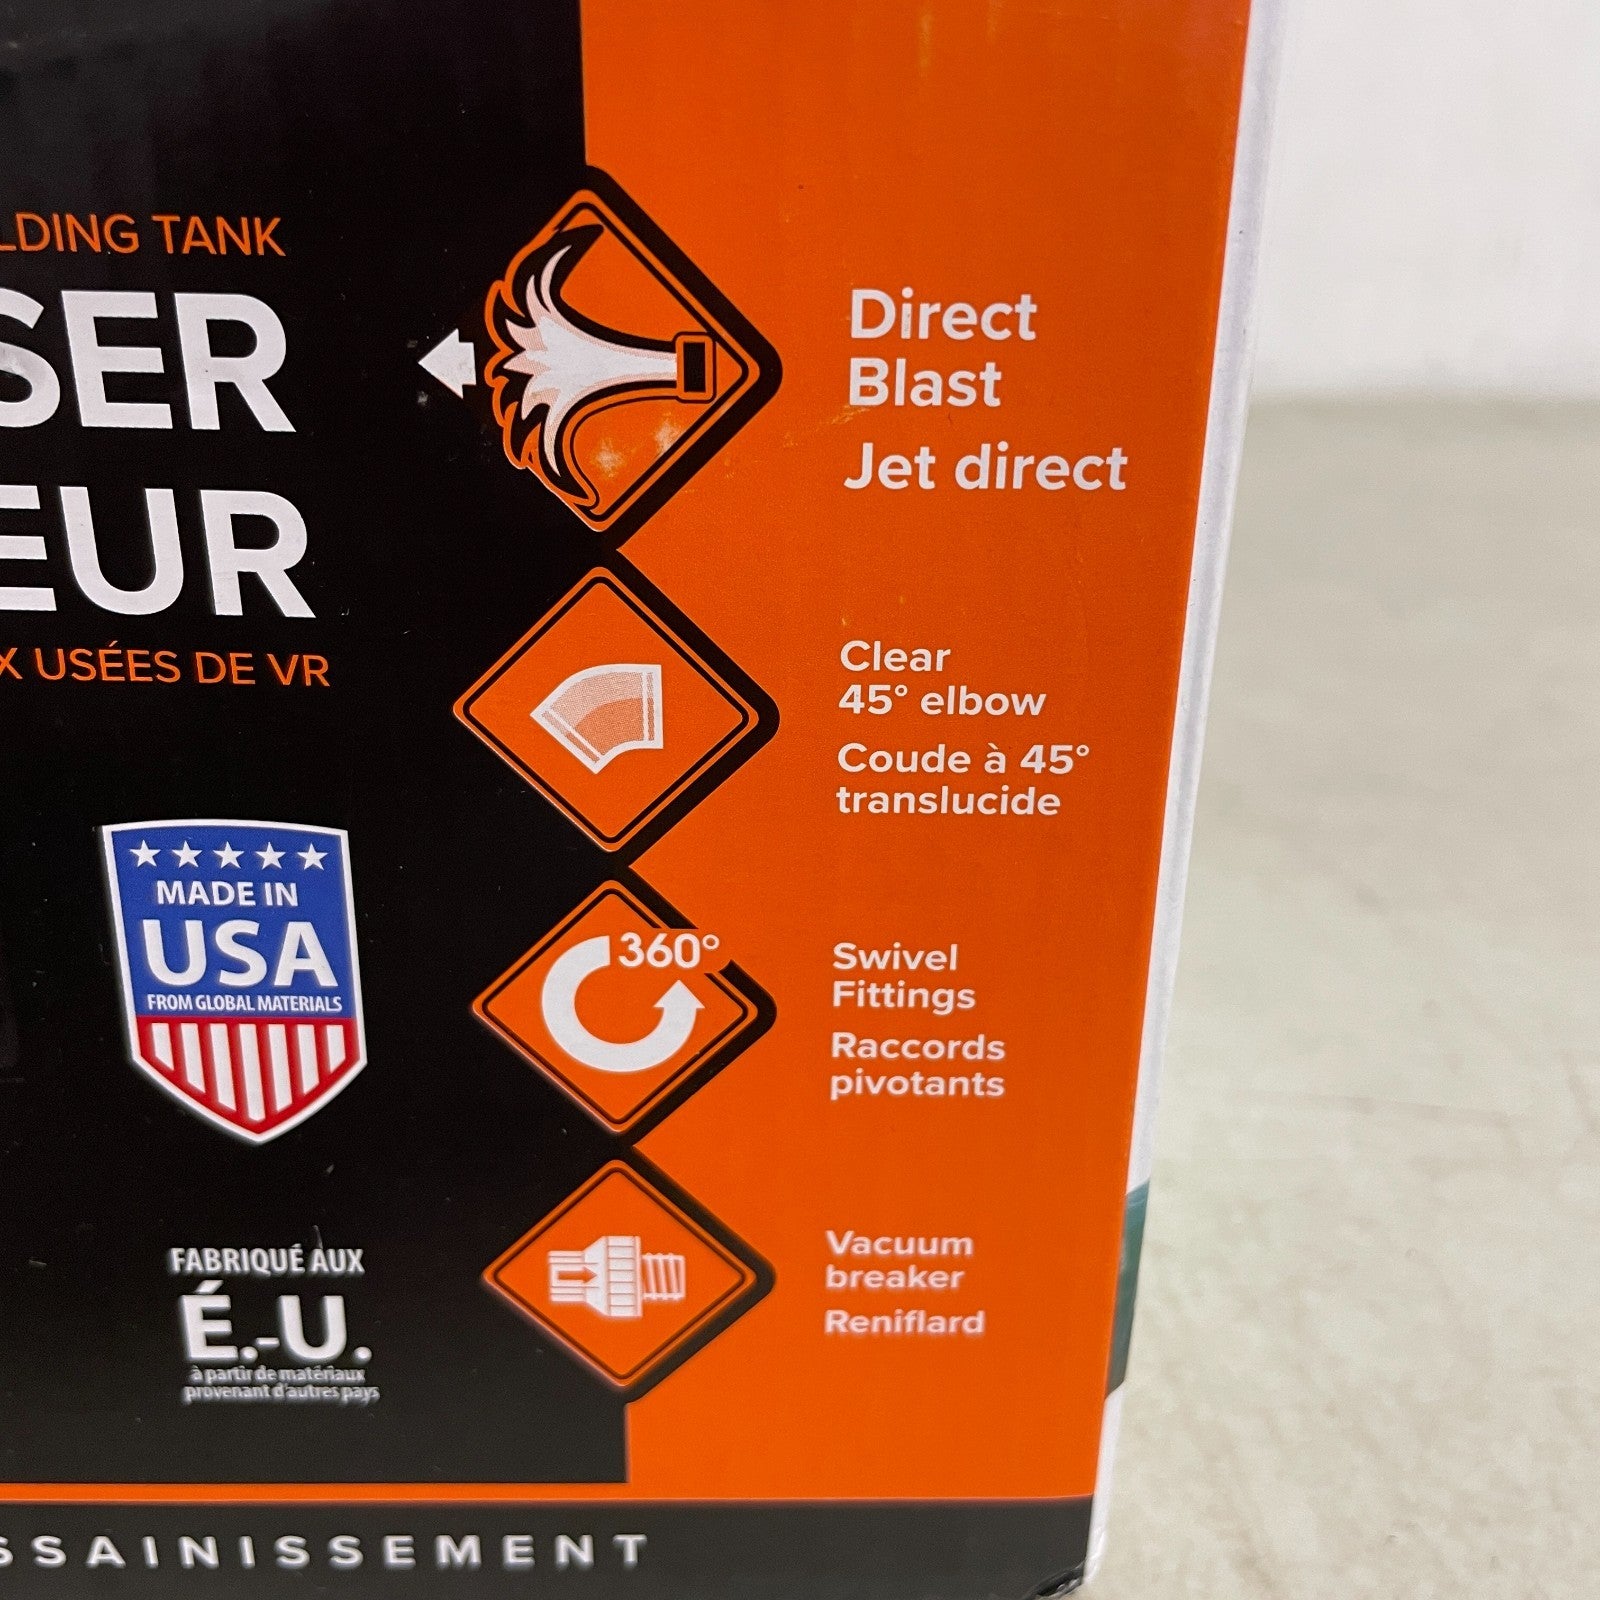 LDING TANK
SER
EUR
X USÉES DE VR
MADE IN
USA
FROM GLOBAL MATERIALS
FABRIQUÉ AUX
É.-U.
à partir de matériaux
provenant d'autres pays
Direct
Blast
Jet direct
Clear
45° elbow
Coude à 45°
translucide
360°
Swivel
Fittings
Raccords
pivotants
Vacuum
breaker
Reniflard
SSAINISSEMENT